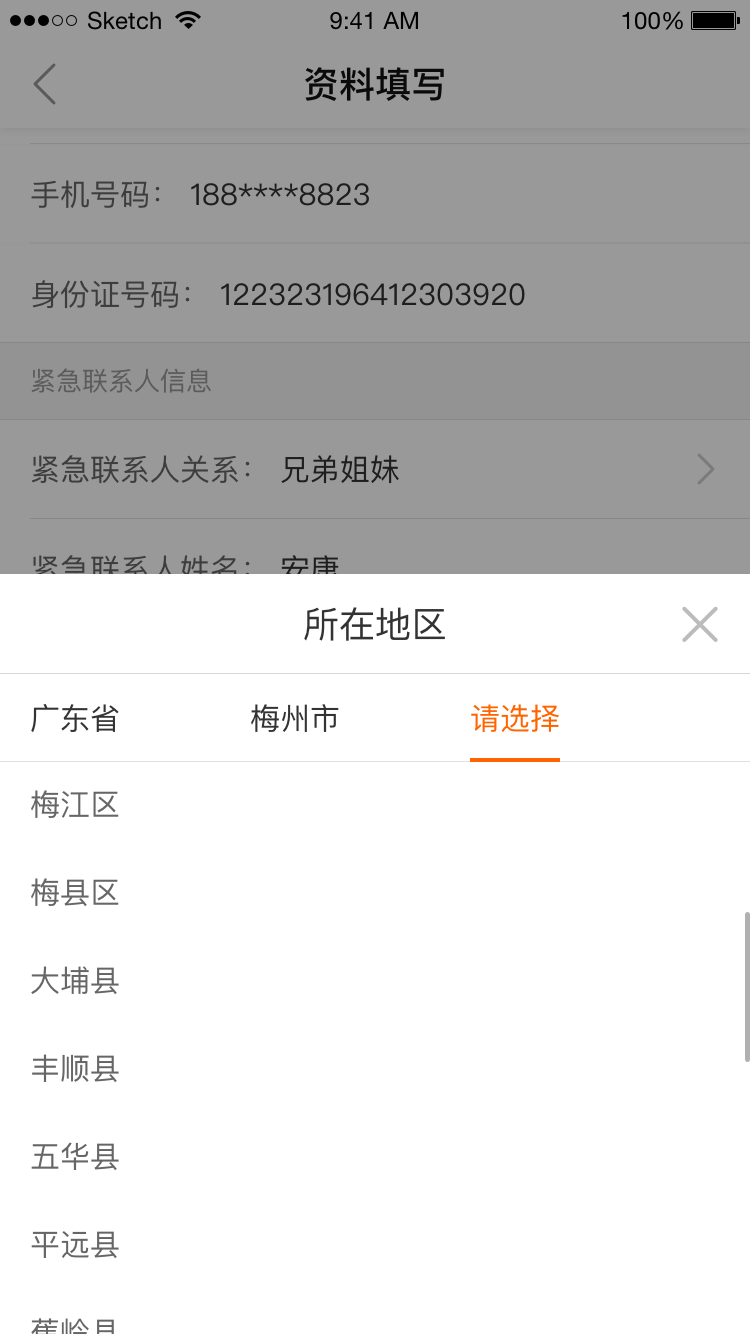 Sketch 9:41 AM 100%
资料填写
手机号码： 188****8823
身份证号码： 122323196412303920
紧急联系人信息
紧急联系人关系： 兄弟姐妹
紧急联系人姓名： 安康
所在地区
广东省 梅州市 请选择
梅江区
梅县区
大埔县
丰顺县
五华县
平远县
蕉岭县